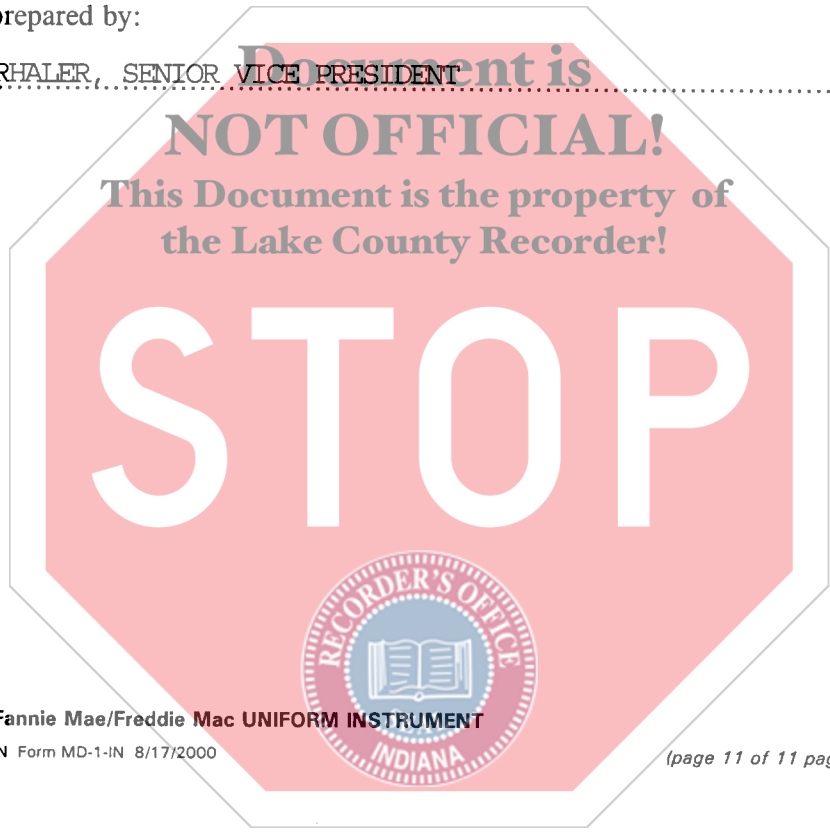 prepared by:
RHALER, SENIOR VICE PRESIDENT
Document is
NOT OFFICIAL!
This Document is the property of
the Lake County Recorder!
STOP
RECORDER'S OFFICE
INDIANA
Fannie Mae/Freddie Mac UNIFORM INSTRUMENT
N Form MD-1-IN 8/17/2000
(page 11 of 11 pag